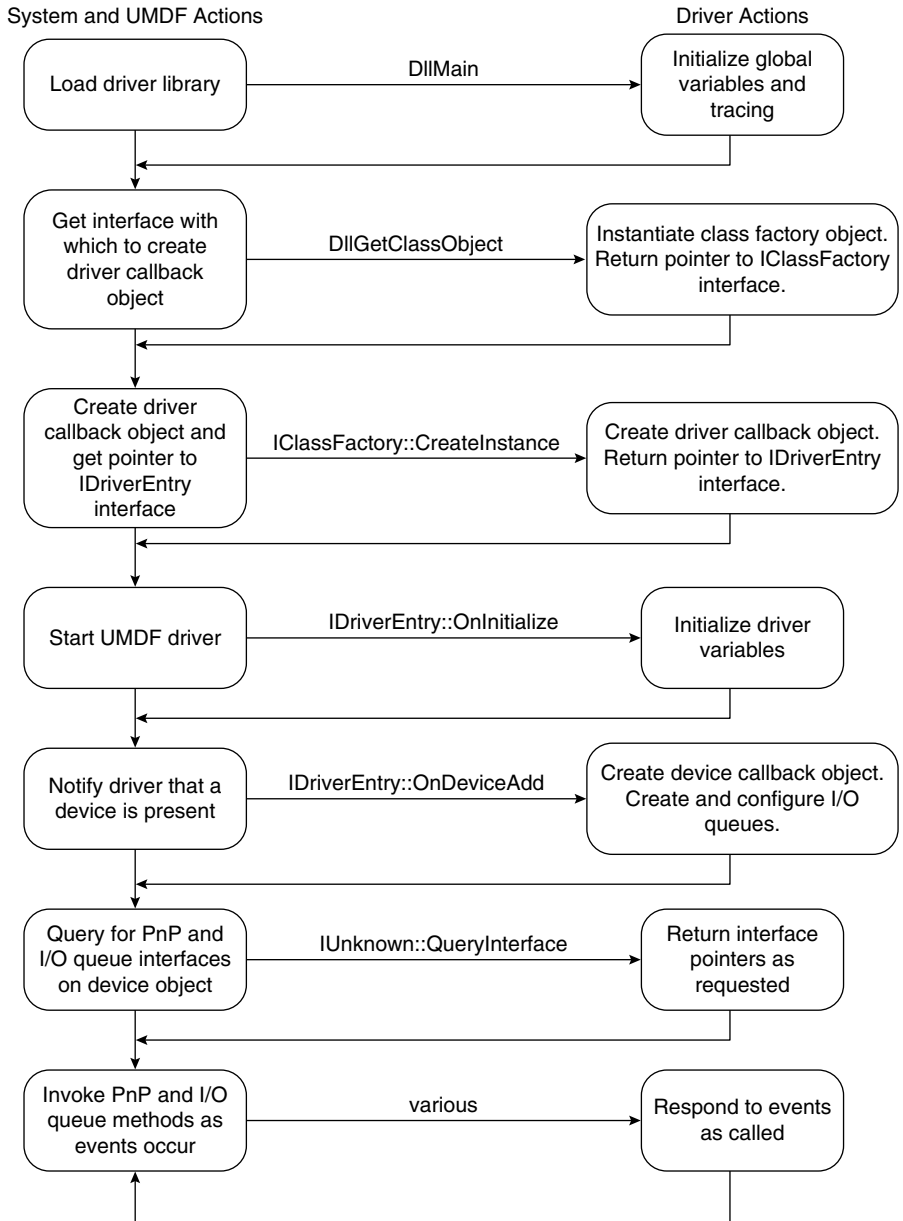 System and UMDF Actions
Driver Actions
Load driver library
DllMain
Initialize global
variables and
tracing
Get interface with
which to create
driver callback
object
DllGetClassObject
Instantiate class factory object.
Return pointer to IClassFactory
interface.
Create driver
callback object and
get pointer to
IDriverEntry
interface
IClassFactory::CreateInstance
Create driver callback object.
Return pointer to IDriverEntry
interface.
Start UMDF driver
IDriverEntry::OnInitialize
Initialize driver
variables
Notify driver that a
device is present
IDriverEntry::OnDeviceAdd
Create device callback object.
Create and configure I/O
queues.
Query for PnP and
I/O queue interfaces
on device object
IUnknown::QueryInterface
Return interface
pointers as
requested
Invoke PnP and I/O
queue methods as
events occur
various
Respond to events
as called